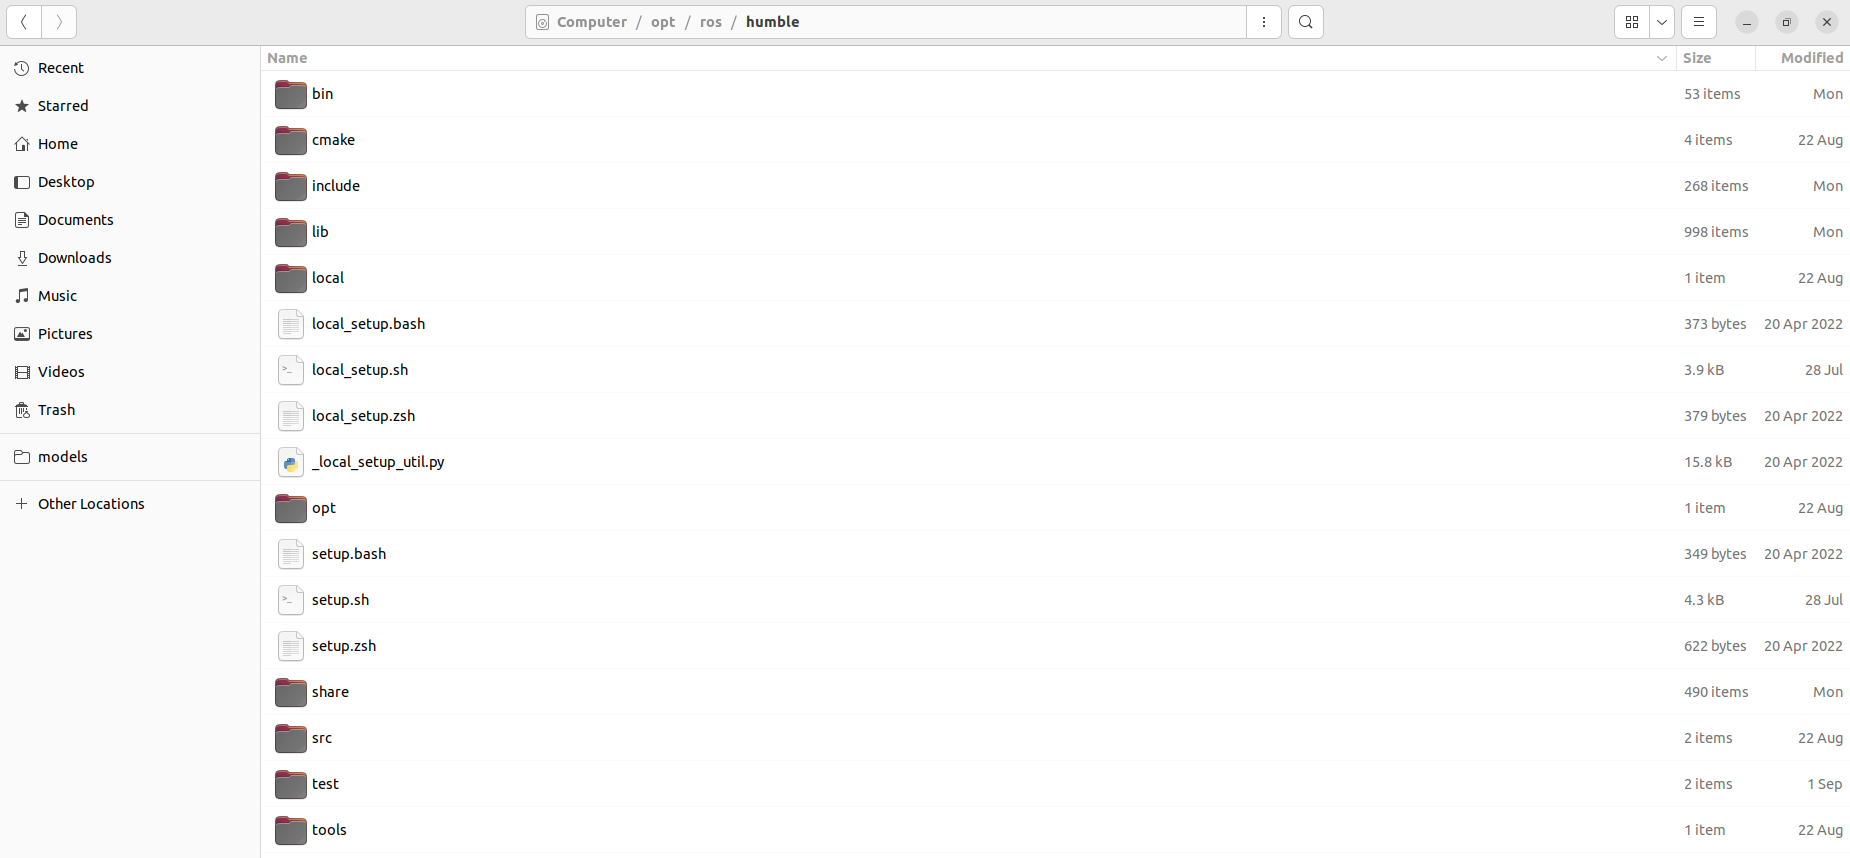 Computer / opt / ros / humble
Name Size Modified
Recent
Starred
Home
Desktop
Documents
Downloads
Music
Pictures
Videos
Trash
models
Other Locations
bin 53 items Mon
cmake 4 items 22 Aug
include 268 items Mon
lib 998 items Mon
local 1 item 22 Aug
local_setup.bash 373 bytes 20 Apr 2022
local_setup.sh 3.9 kB 28 Jul
local_setup.zsh 379 bytes 20 Apr 2022
_local_setup_util.py 15.8 kB 20 Apr 2022
opt 1 item 22 Aug
setup.bash 349 bytes 20 Apr 2022
setup.sh 4.3 kB 28 Jul
setup.zsh 622 bytes 20 Apr 2022
share 490 items Mon
src 2 items 22 Aug
test 2 items 1 Sep
tools 1 item 22 Aug